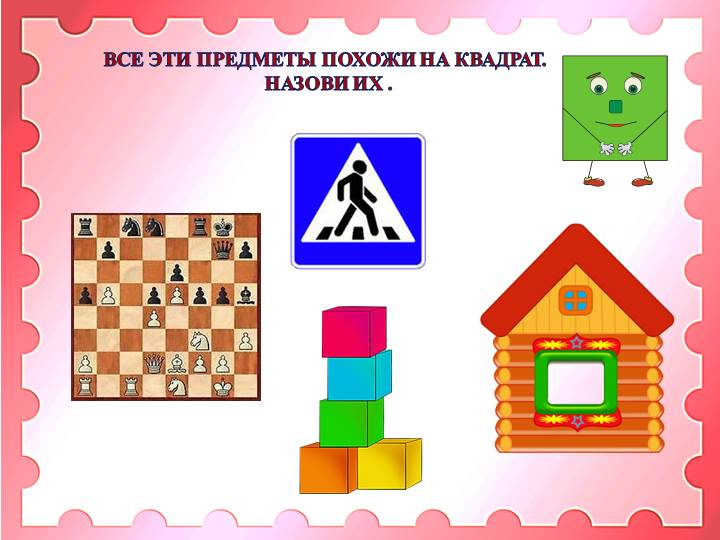 ВСЕ ЭТИ ПРЕДМЕТЫ ПОХОЖИ НА КВАДРАТ.
НАЗОВИ ИХ .